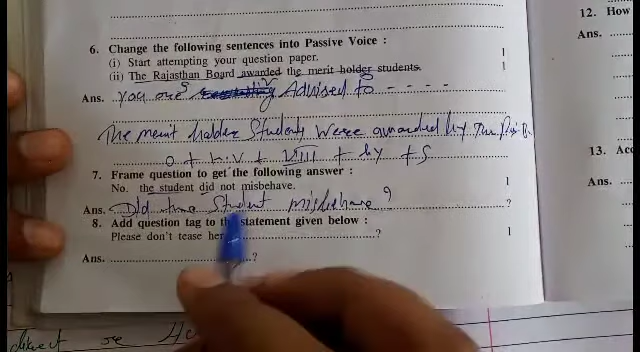 12. How
6. Change the following sentences into Passive Voice :
Ans.
(i) Start attempting your question paper. 1
(ii) The Rajasthan Board awarded the merit holder students. 1
Ans. you are Advised to - - - -
The merit holder Students were awarded by The
O + H.V + VIII + by + S
13. Acc
7. Frame question to get the following answer :
No. the student did not misbehave. 1
Ans.
Ans. Did the Student misbehave ? ?
8. Add question tag to the statement given below :
Please don't tease her ? 1
Ans. ?